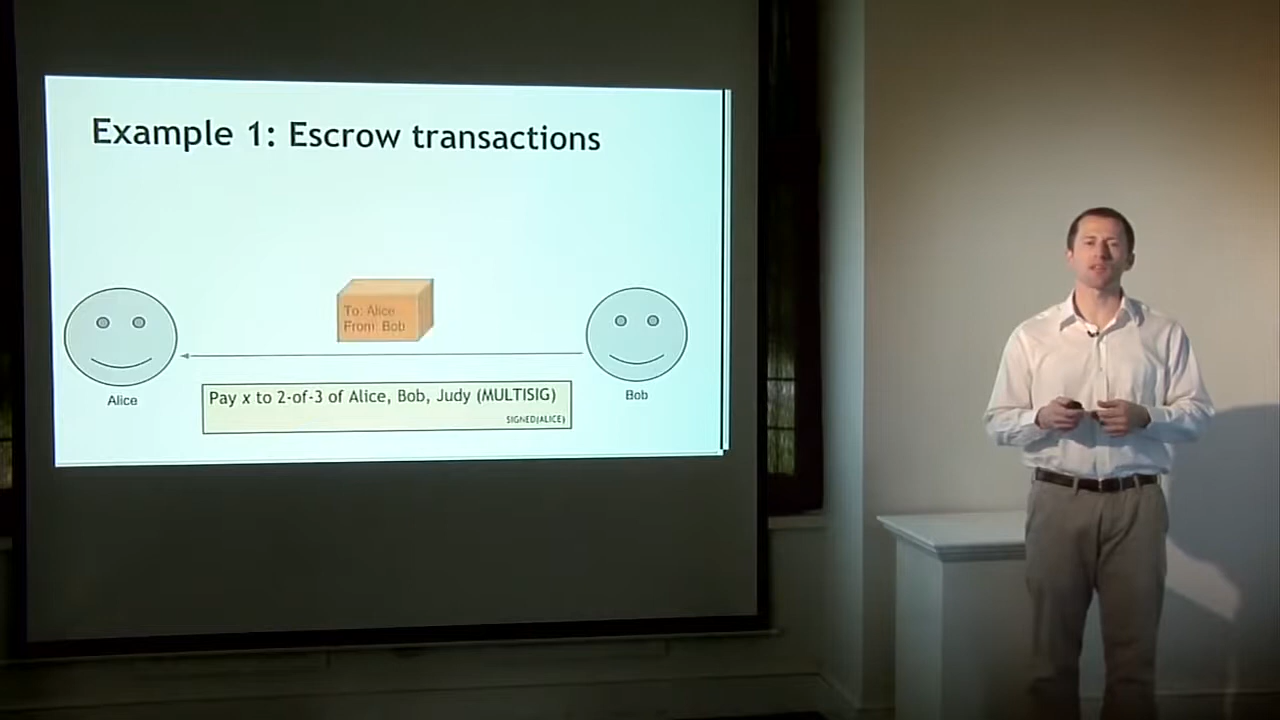 Example 1: Escrow transactions
To: Alice
From: Bob
Alice
Bob
Pay x to 2-of-3 of Alice, Bob, Judy (MULTISIG)
SIGNED(ALICE)